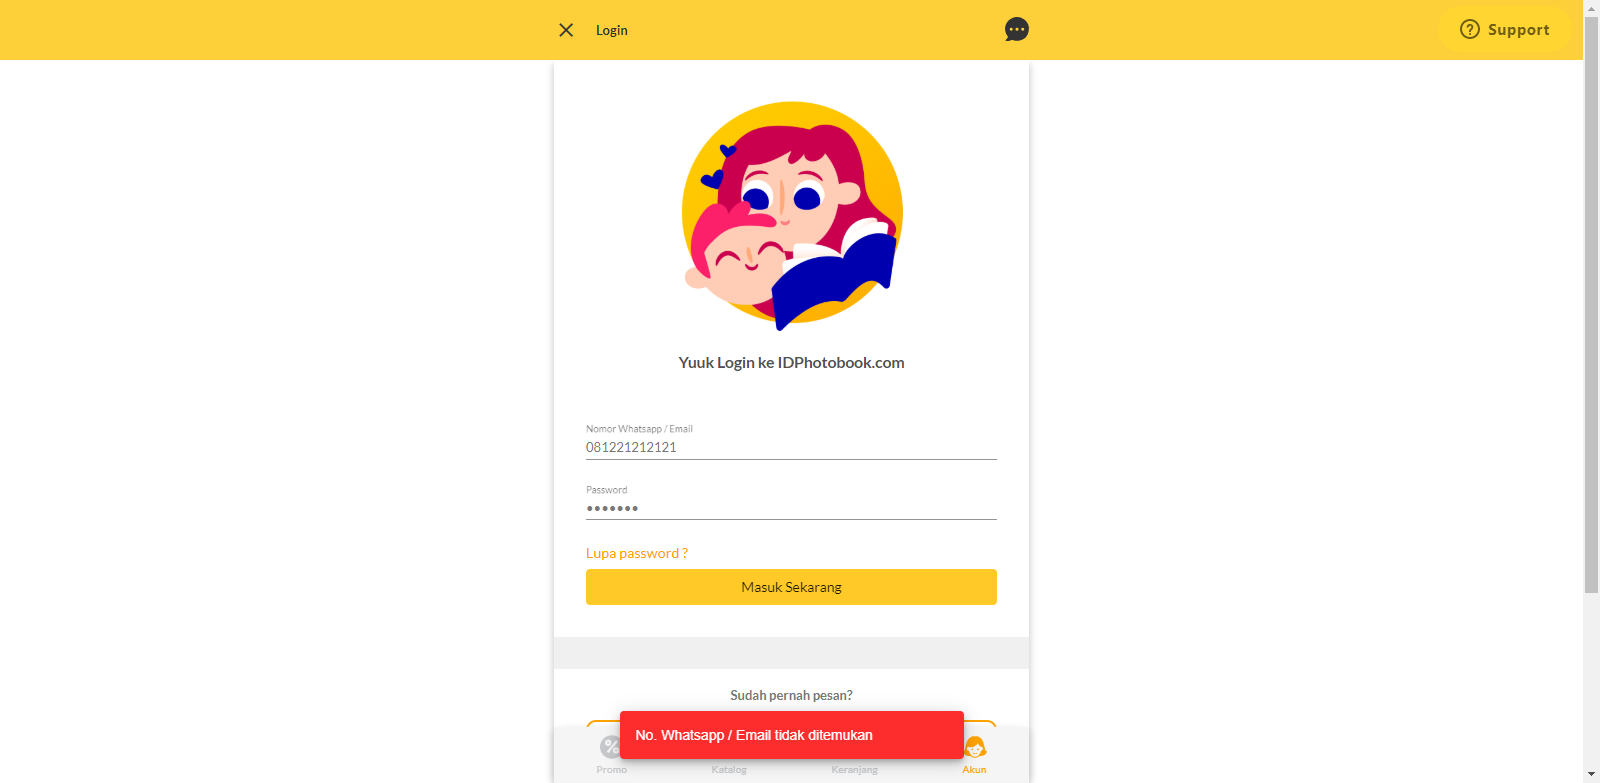 Login
Support
Yuuk Login ke IDPhotobook.com
Nomor Whatsapp / Email
081221212121
Password
Lupa password ?
Masuk Sekarang
Sudah pernah pesan?
No. Whatsapp / Email tidak ditemukan
Promo
Katalog
Keranjang
Akun